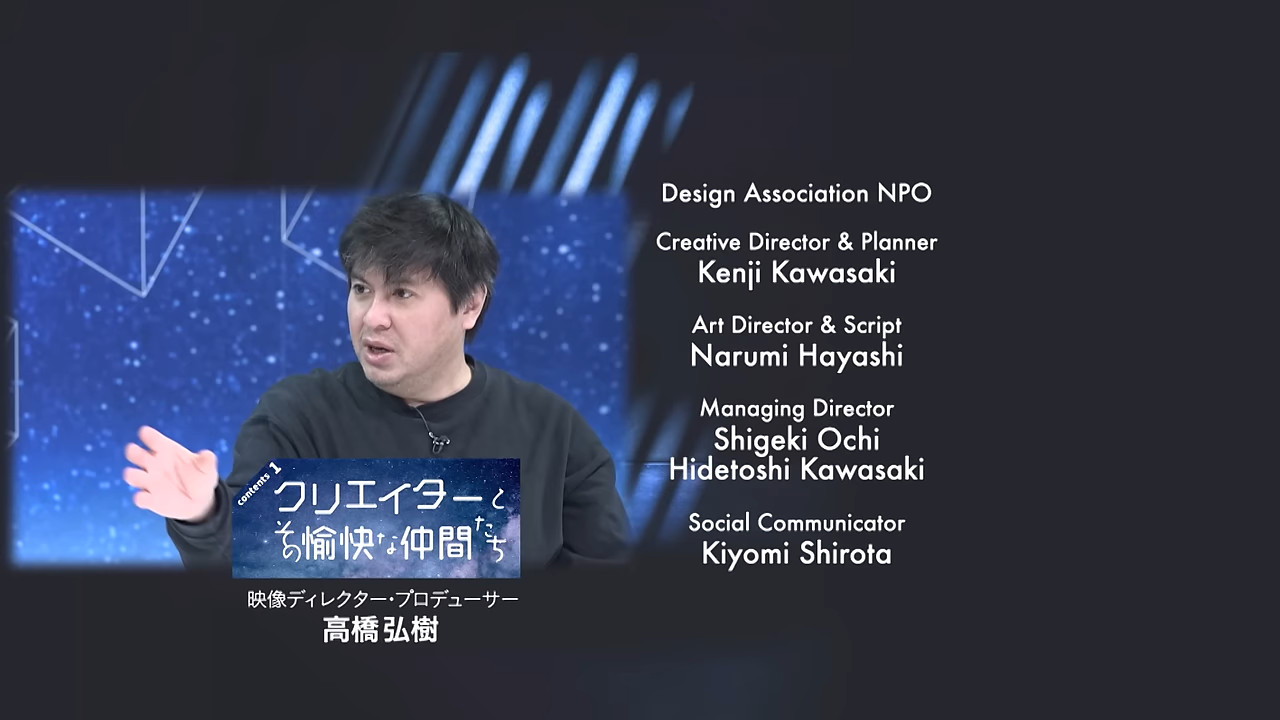 contents 1
クリエイターと
その愉快な仲間たち
映像ディレクター・プロデューサー
高橋弘樹
Design Association NPO
Creative Director & Planner
Kenji Kawasaki
Art Director & Script
Narumi Hayashi
Managing Director
Shigeki Ochi
Hidetoshi Kawasaki
Social Communicator
Kiyomi Shirota